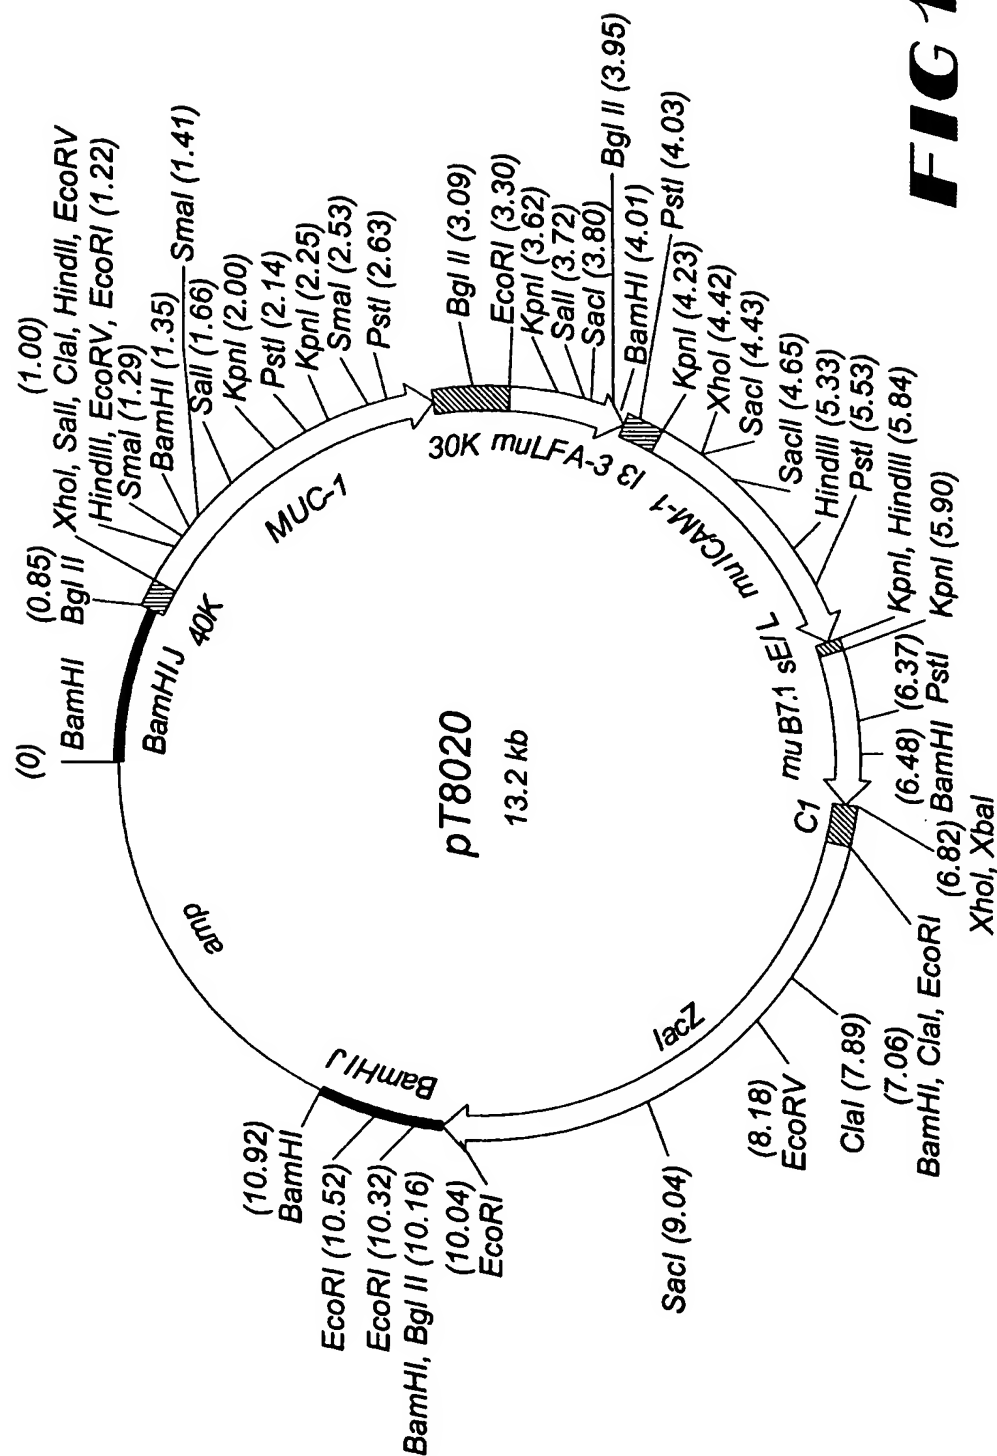 (0)
BamHI
(0.85)
Bgl II
(1.00)
XhoI, SalI, ClaI, HindII, EcoRV
HindIII, EcoRV, EcoRI (1.22)
SmaI (1.29)
BamHI (1.35)
SmaI (1.41)
SalI (1.66)
KpnI (2.00)
PstI (2.14)
KpnI (2.25)
SmaI (2.53)
PstI (2.63)
Bgl II (3.09)
EcoRI (3.30)
KpnI (3.62)
SalI (3.72)
SacI (3.80)
Bgl II (3.95)
BamHI (4.01)
PstI (4.03)
KpnI (4.23)
XhoI (4.42)
SacI (4.43)
SacII (4.65)
HindIII (5.33)
PstI (5.53)
KpnI, HindIII (5.84)
KpnI (5.90)
(6.37)
PstI
(6.48)
BamHI
(6.82)
XhoI, XbaI
(7.06)
BamHI, ClaI, EcoRI
ClaI (7.89)
(8.18)
EcoRV
SacI (9.04)
(10.04)
EcoRI
BamHI, Bgl II (10.16)
EcoRI (10.32)
EcoRI (10.52)
(10.92)
BamHI
BamHIJ
40K
MUC-1
30K
muLFA-3
I3
muICAM-1
sE/L
muB7.1
C1
lacZ
BamHIJ
amp
pT8020
13.2 kb
FIG